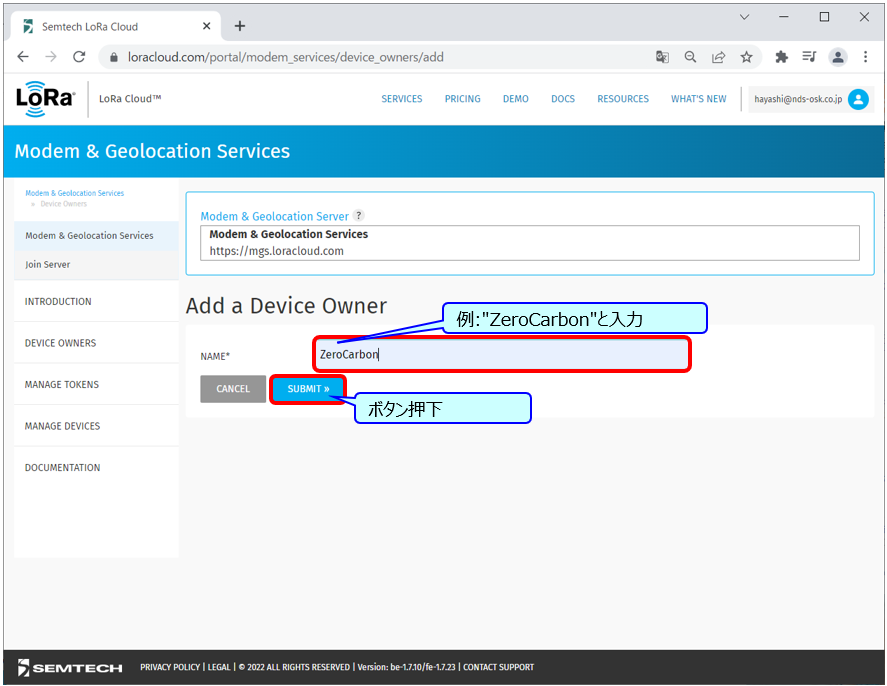 Semtech LoRa Cloud
loracloud.com/portal/modem_services/device_owners/add
LoRa
LoRa Cloud™
SERVICES PRICING DEMO DOCS RESOURCES WHAT'S NEW
hayashi@nds-osk.co.jp
Modem & Geolocation Services
Modem & Geolocation Services
» Device Owners
Modem & Geolocation Services
Join Server
INTRODUCTION
DEVICE OWNERS
MANAGE TOKENS
MANAGE DEVICES
DOCUMENTATION
Modem & Geolocation Server ?
Modem & Geolocation Services
https://mgs.loracloud.com
Add a Device Owner
例:"ZeroCarbon"と入力
NAME* ZeroCarbon
CANCEL SUBMIT »
ボタン押下
SEMTECH PRIVACY POLICY | LEGAL | © 2022 ALL RIGHTS RESERVED | Version: be-1.7.10/fe-1.7.23 | CONTACT SUPPORT